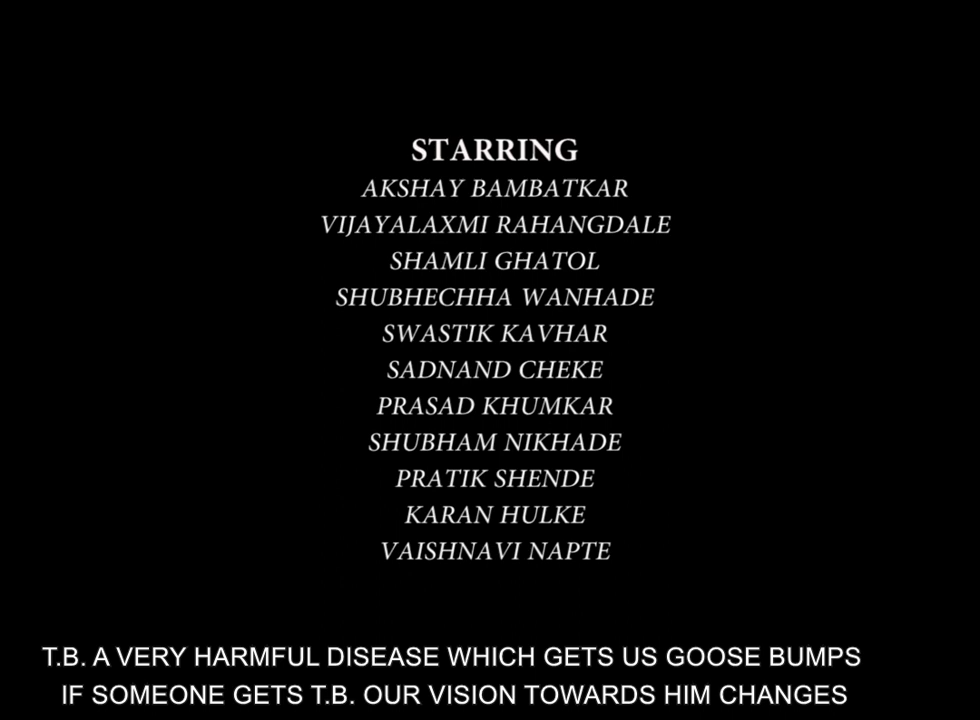 STARRING
AKSHAY BAMBATKAR
VIJAYALAXMI RAHANGDALE
SHAMLI GHATOL
SHUBHECHHA WANHADE
SWASTIK KAVHAR
SADNAND CHEKE
PRASAD KHUMKAR
SHUBHAM NIKHADE
PRATIK SHENDE
KARAN HULKE
VAISHNAVI NAPTE
T.B. A VERY HARMFUL DISEASE WHICH GETS US GOOSE BUMPS
IF SOMEONE GETS T.B. OUR VISION TOWARDS HIM CHANGES